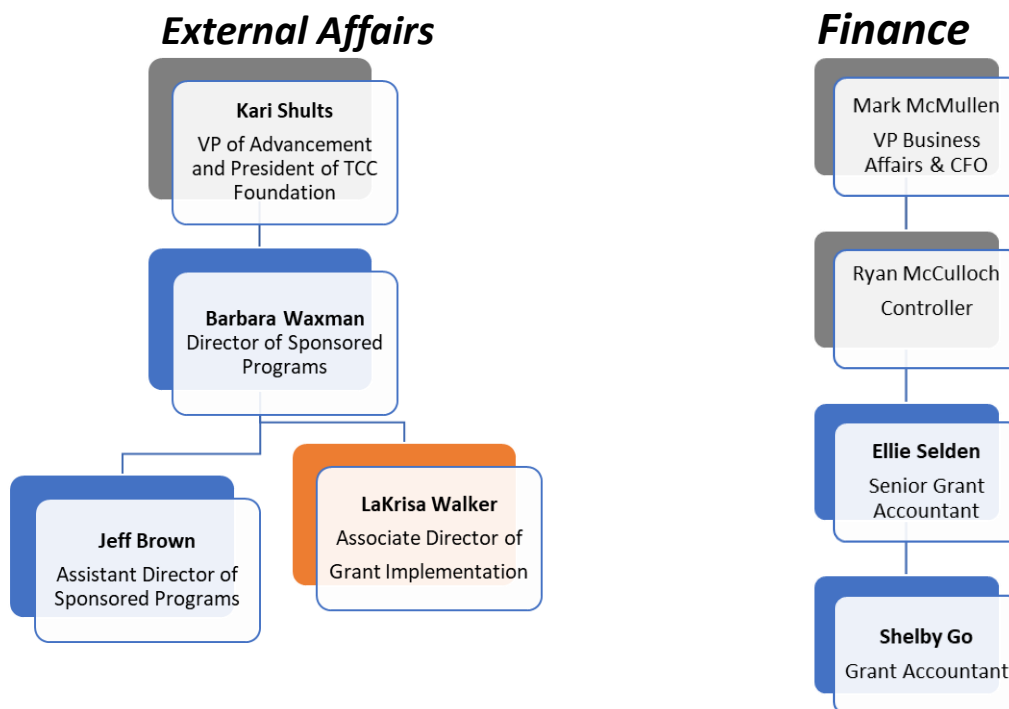 External Affairs
Kari Shults
VP of Advancement
and President of TCC
Foundation
Barbara Waxman
Director of Sponsored
Programs
Jeff Brown
Assistant Director of
Sponsored Programs
LaKrisa Walker
Associate Director of
Grant Implementation
Finance
Mark McMullen
VP Business
Affairs & CFO
Ryan McCulloch
Controller
Ellie Selden
Senior Grant
Accountant
Shelby Go
Grant Accountant